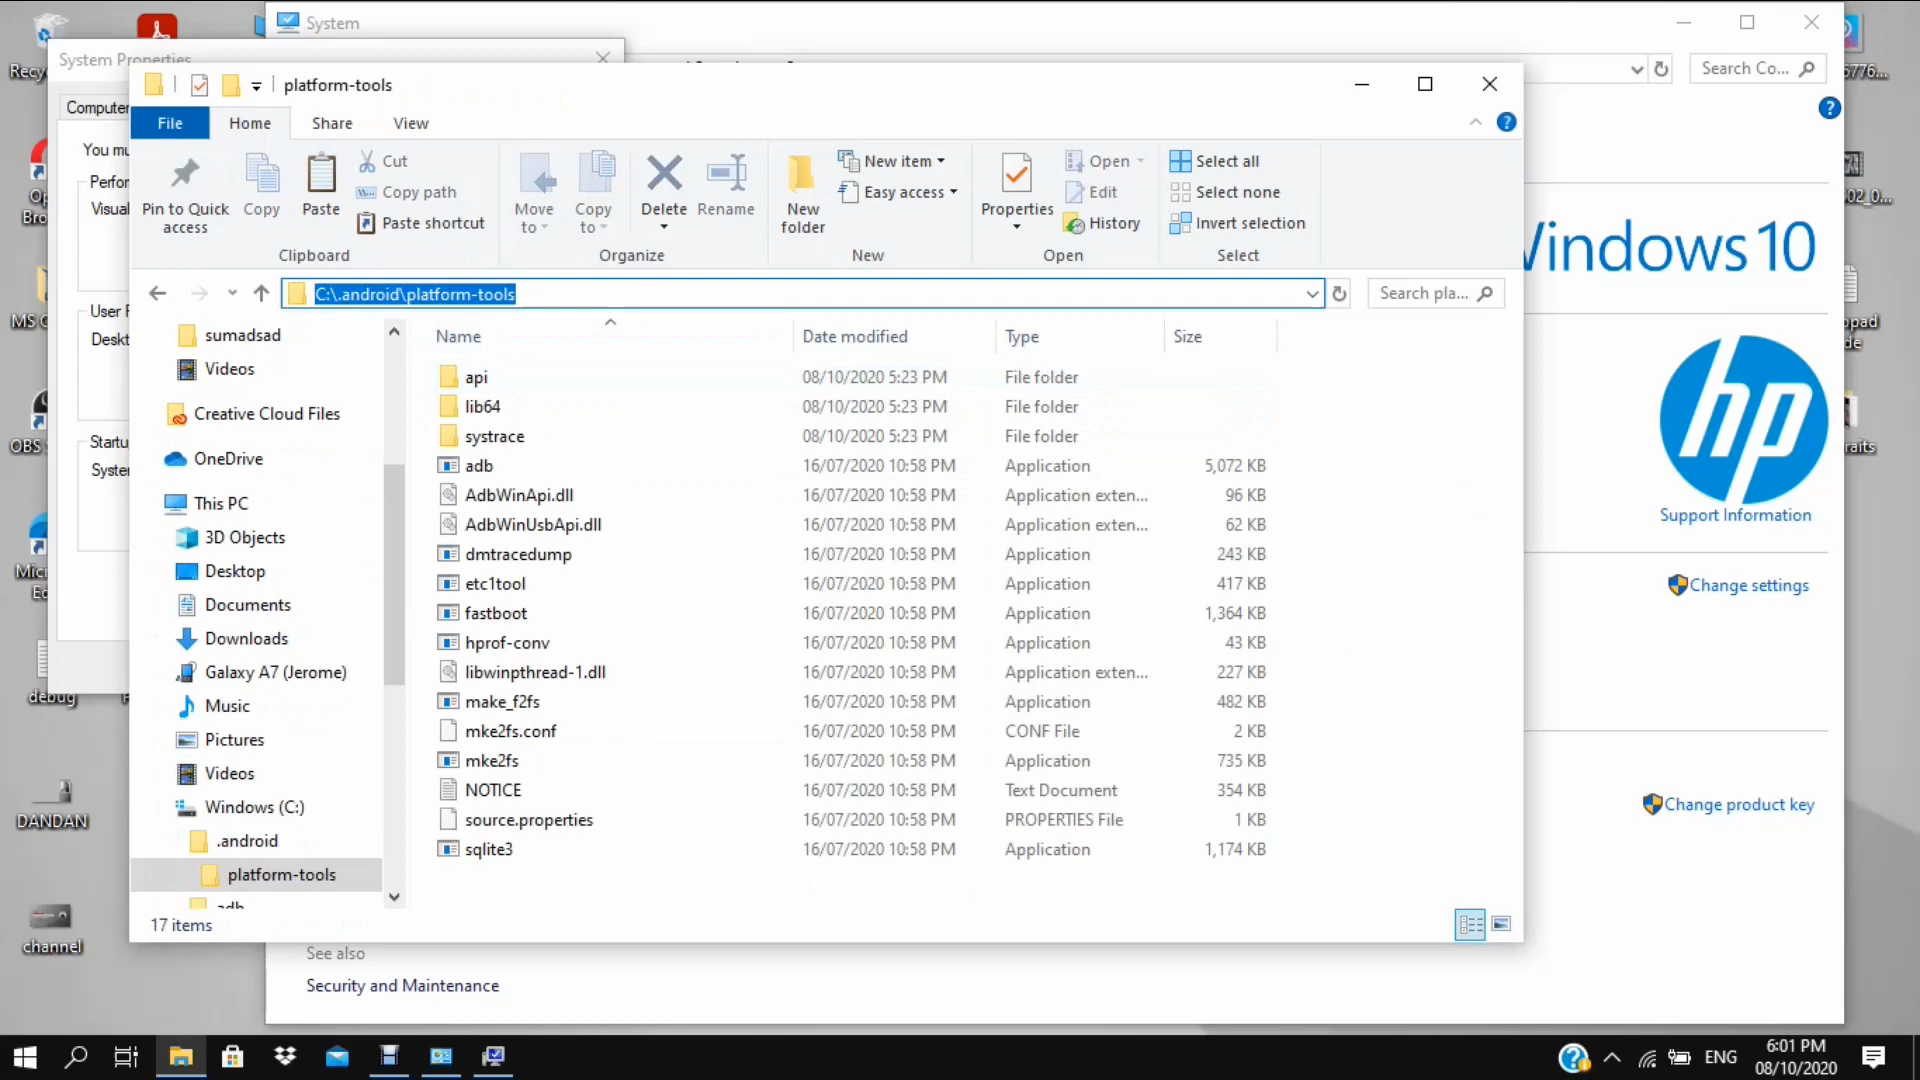 System
System Properties
Search Co...
platform-tools
File
Home
Share
View
Computer
You mu
Perfor
Visual
User P
Deskt
Startu
System
Pin to Quick
access
Copy
Paste
Cut
Copy path
Paste shortcut
Clipboard
Move
to
Copy
to
Delete
Rename
Organize
New
folder
New item
Easy access
New
Properties
Open
Edit
History
Open
Select all
Select none
Invert selection
Select
Windows 10
C:\.android\platform-tools
Search pla...
sumadsad
Videos
Creative Cloud Files
OneDrive
This PC
3D Objects
Desktop
Documents
Downloads
Galaxy A7 (Jerome)
Music
Pictures
Videos
Windows (C:)
.android
platform-tools
adb
Name Date modified Type Size
api 08/10/2020 5:23 PM File folder
lib64 08/10/2020 5:23 PM File folder
systrace 08/10/2020 5:23 PM File folder
adb 16/07/2020 10:58 PM Application 5,072 KB
AdbWinApi.dll 16/07/2020 10:58 PM Application exten... 96 KB
AdbWinUsbApi.dll 16/07/2020 10:58 PM Application exten... 62 KB
dmtracedump 16/07/2020 10:58 PM Application 243 KB
etc1tool 16/07/2020 10:58 PM Application 417 KB
fastboot 16/07/2020 10:58 PM Application 1,364 KB
hprof-conv 16/07/2020 10:58 PM Application 43 KB
libwinpthread-1.dll 16/07/2020 10:58 PM Application exten... 227 KB
make_f2fs 16/07/2020 10:58 PM Application 482 KB
mke2fs.conf 16/07/2020 10:58 PM CONF File 2 KB
mke2fs 16/07/2020 10:58 PM Application 735 KB
NOTICE 16/07/2020 10:58 PM Text Document 354 KB
source.properties 16/07/2020 10:58 PM PROPERTIES File 1 KB
sqlite3 16/07/2020 10:58 PM Application 1,174 KB
17 items
hp
Support Information
Change settings
Change product key
See also
Security and Maintenance
Recy
Op
Bro
MS O
OBS S
Micr
Ed
debug
DANDAN
channel
5776...
02_0...
opad
de
raits
ENG
6:01 PM
08/10/2020